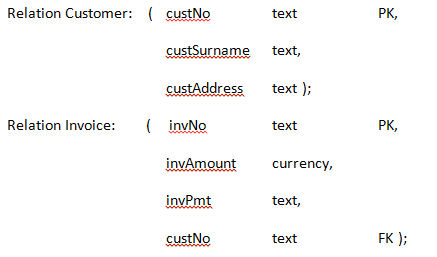 Relation Customer: ( custNo text PK,
custSurname text,
custAddress text );
Relation Invoice: ( invNo text PK,
invAmount currency,
invPmt text,
custNo text FK );